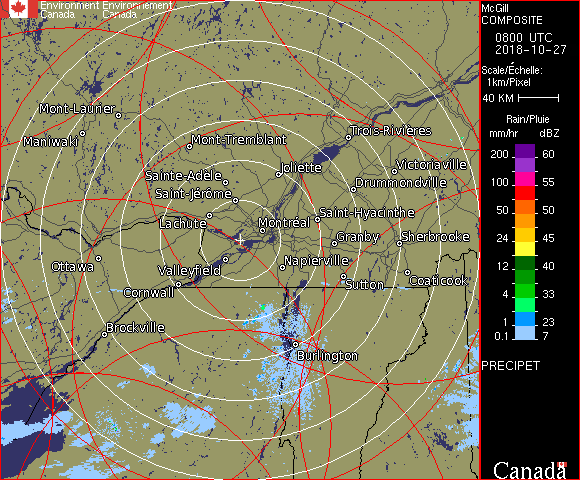 Environment Environnement
Canada Canada
McGill
COMPOSITE
0800 UTC
2018-10-27
Scale/Échelle:
1km/Pixel
40 KM
Rain/Pluie
mm/hr dBZ
200 60
100 55
50 50
24 45
12 40
4 33
1 23
0.1 7
PRECIPET
Canada
Mont-Laurier
Maniwaki
Mont-Tremblant
Trois-Rivières
Joliette
Victoriaville
Sainte-Adèle
Drummondville
Saint-Jérôme
Saint-Hyacinthe
Lachute
Montréal
Granby
Sherbrooke
Ottawa
Valleyfield
Napierville
Sutton
Coaticook
Cornwall
Brockville
Burlington